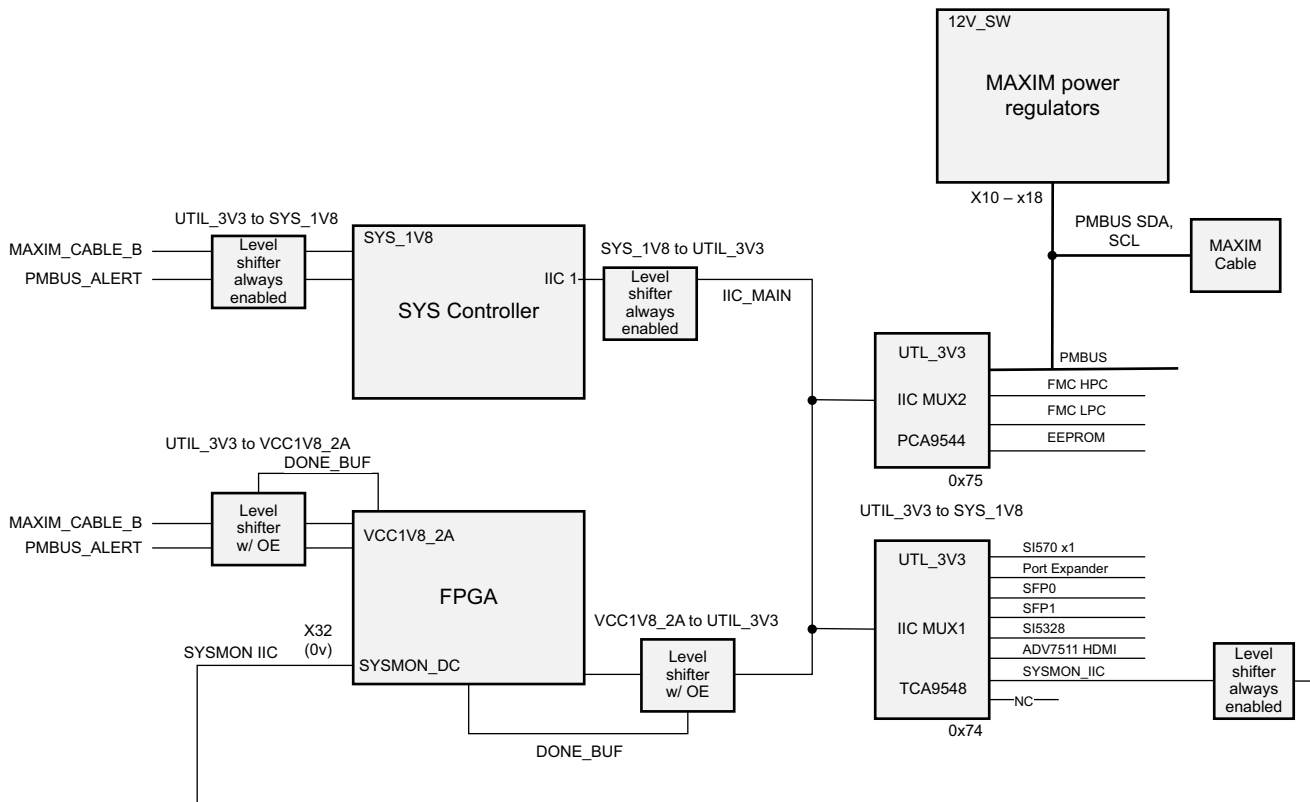 12V_SW
MAXIM power
regulators
X10 – x18
PMBUS SDA,
SCL
MAXIM
Cable
UTIL_3V3 to SYS_1V8
MAXIM_CABLE_B
PMBUS_ALERT
Level
shifter
always
enabled
SYS_1V8
IIC 1
SYS Controller
SYS_1V8 to UTIL_3V3
Level
shifter
always
enabled
IIC_MAIN
UTL_3V3
IIC MUX2
PCA9544
0x75
PMBUS
FMC HPC
FMC LPC
EEPROM
UTIL_3V3 to VCC1V8_2A
DONE_BUF
MAXIM_CABLE_B
PMBUS_ALERT
Level
shifter
w/ OE
VCC1V8_2A
FPGA
X32
(0v)
SYSMON IIC
SYSMON_DC
VCC1V8_2A to UTIL_3V3
Level
shifter
w/ OE
DONE_BUF
UTIL_3V3 to SYS_1V8
UTL_3V3
IIC MUX1
TCA9548
0x74
SI570 x1
Port Expander
SFP0
SFP1
SI5328
ADV7511 HDMI
SYSMON_IIC
NC
Level
shifter
always
enabled